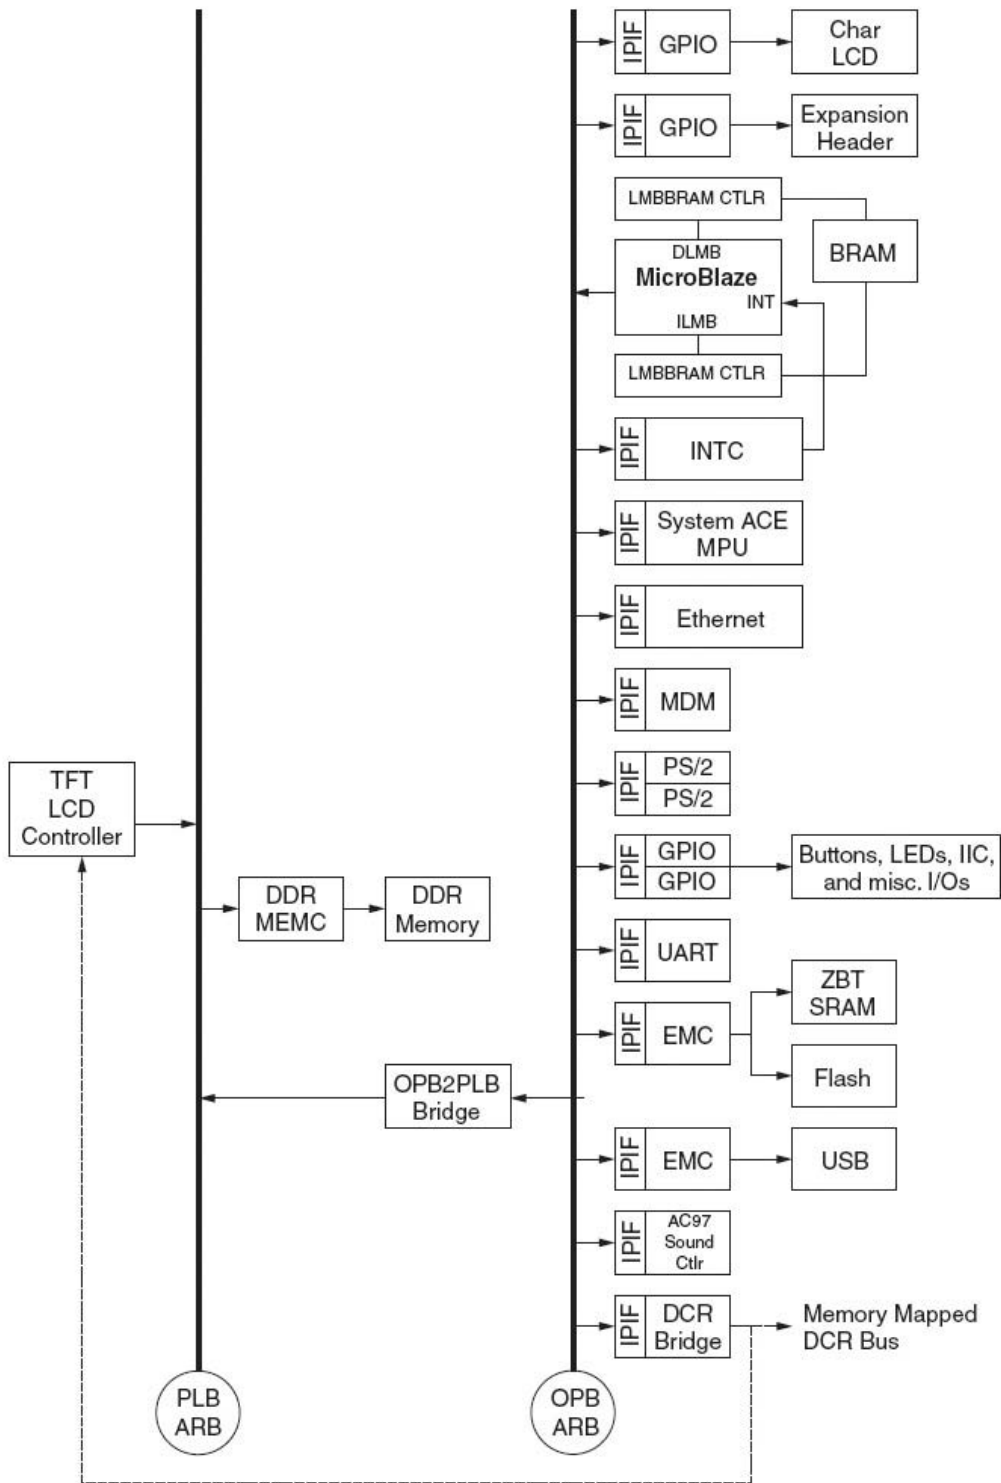 IPIF
GPIO
Char
LCD
IPIF
GPIO
Expansion
Header
LMBBRAM CTLR
BRAM
DLMB
MicroBlaze
INT
ILMB
LMBBRAM CTLR
IPIF
INTC
IPIF
System ACE
MPU
IPIF
Ethernet
IPIF
MDM
IPIF
PS/2
PS/2
TFT
LCD
Controller
IPIF
GPIO
GPIO
Buttons, LEDs, IIC,
and misc. I/Os
DDR
MEMC
DDR
Memory
IPIF
UART
IPIF
EMC
ZBT
SRAM
Flash
OPB2PLB
Bridge
IPIF
EMC
USB
IPIF
AC97
Sound
Ctlr
IPIF
DCR
Bridge
Memory Mapped
DCR Bus
PLB
ARB
OPB
ARB